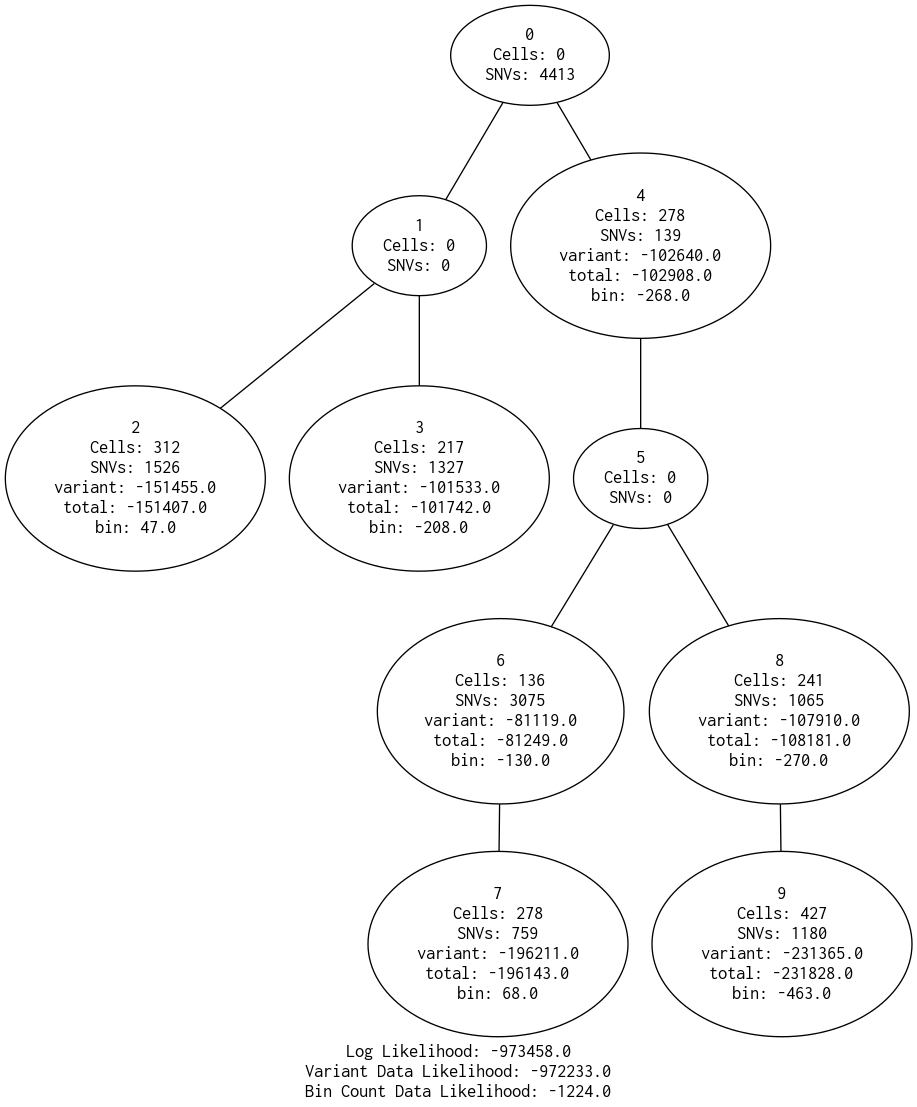 0
Cells: 0
SNVs: 4413
4
Cells: 278
SNVs: 139
variant: -102640.0
total: -102908.0
bin: -268.0
1
Cells: 0
SNVs: 0
2
Cells: 312
SNVs: 1526
variant: -151455.0
total: -151407.0
bin: 47.0
3
Cells: 217
SNVs: 1327
variant: -101533.0
total: -101742.0
bin: -208.0
5
Cells: 0
SNVs: 0
6
Cells: 136
SNVs: 3075
variant: -81119.0
total: -81249.0
bin: -130.0
8
Cells: 241
SNVs: 1065
variant: -107910.0
total: -108181.0
bin: -270.0
7
Cells: 278
SNVs: 759
variant: -196211.0
total: -196143.0
bin: 68.0
9
Cells: 427
SNVs: 1180
variant: -231365.0
total: -231828.0
bin: -463.0
Log Likelihood: -973458.0
Variant Data Likelihood: -972233.0
Bin Count Data Likelihood: -1224.0